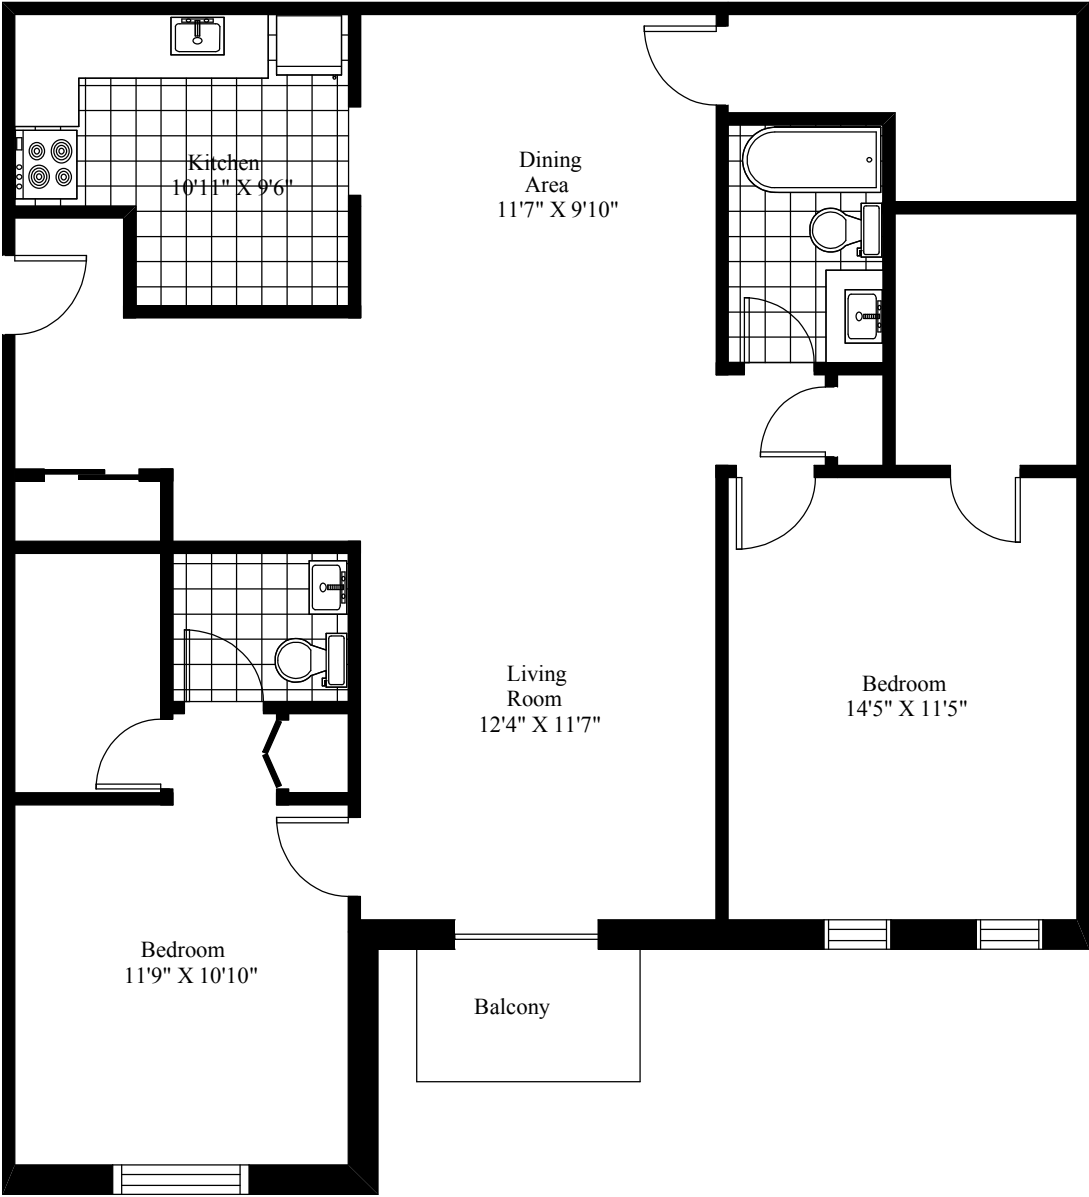 Kitchen
10'11" X 9'6"
Dining
Area
11'7" X 9'10"
Living
Room
12'4" X 11'7"
Bedroom
14'5" X 11'5"
Bedroom
11'9" X 10'10"
Balcony